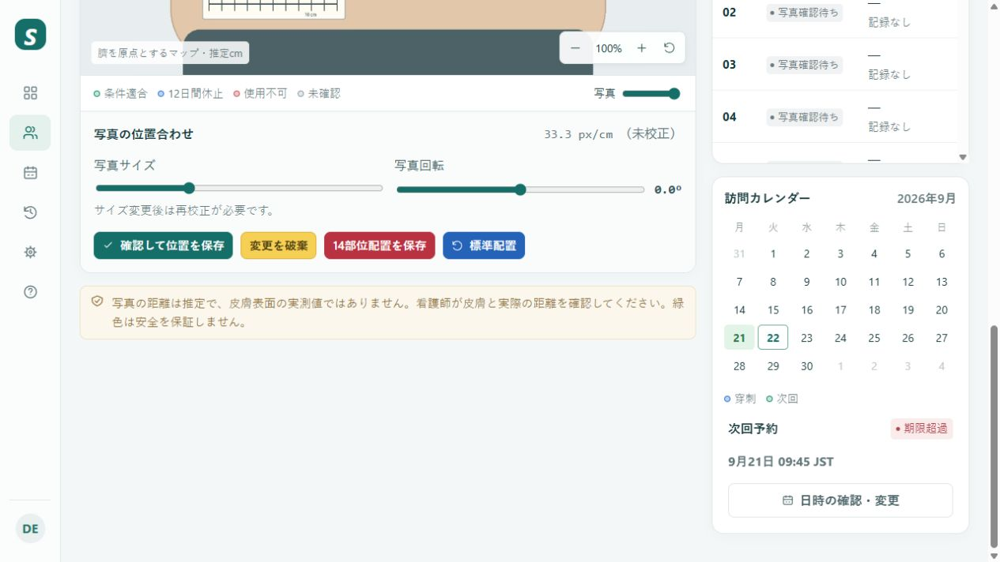 S
DE
10 cm
臍を原点とするマップ・推定cm
100%
条件適合
12日間休止
使用不可
未確認
写真
写真の位置合わせ
33.3 px/cm （未校正）
写真サイズ
写真回転
0.0°
サイズ変更後は再校正が必要です。
確認して位置を保存
変更を破棄
14部位配置を保存
標準配置
写真の距離は推定で、皮膚表面の実測値ではありません。看護師が皮膚と実際の距離を確認してください。緑
色は安全を保証しません。
02 写真確認待ち —
記録なし
03 写真確認待ち —
記録なし
04 写真確認待ち —
記録なし
—
訪問カレンダー 2026年9月
月 火 水 木 金 土 日
31 1 2 3 4 5 6
7 8 9 10 11 12 13
14 15 16 17 18 19 20
21 22 23 24 25 26 27
28 29 30 1 2 3 4
穿刺 次回
次回予約 期限超過
9月21日 09:45 JST
日時の確認・変更